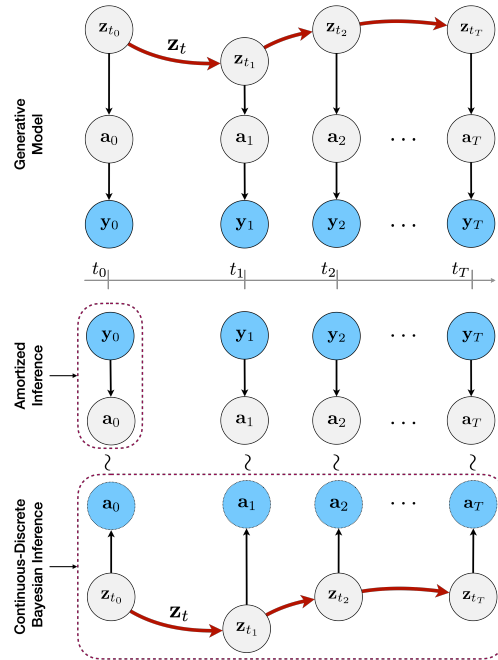 Generative Model
z_{t_0} z_t z_{t_1} z_{t_2} z_{t_T}
a_0 a_1 a_2 ... a_T
y_0 y_1 y_2 ... y_T
t_0 t_1 t_2 t_T
Amortized Inference
y_0 y_1 y_2 ... y_T
a_0 a_1 a_2 ... a_T
~ ~ ~ ~
Continuous-Discrete Bayesian Inference
a_0 a_1 a_2 ... a_T
z_{t_0} z_t z_{t_1} z_{t_2} z_{t_T}